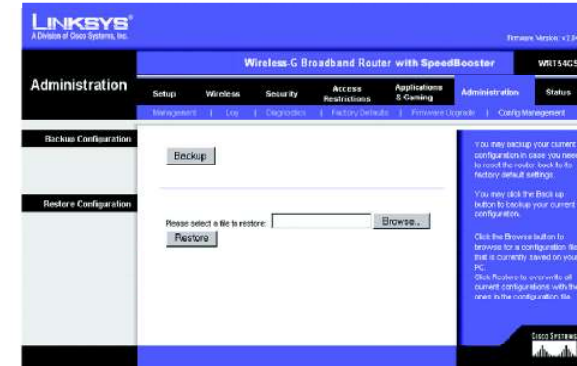 LINKSYS®
A Division of Cisco Systems, Inc.
Firmware Version: v2.04
Wireless-G Broadband Router with SpeedBooster
WRT54GS
Administration
Setup
Wireless
Security
Access Restrictions
Applications & Gaming
Administration
Status
Management | Log | Diagnostics | Factory Defaults | Firmware Upgrade | Config Management
Backup Configuration
Backup
Restore Configuration
Please select a file to restore:
Browse..
Restore
You may backup your current
configuration in case you need
to reset the router back to its
factory default settings.
You may click the Back up
button to backup your current
configuration.
Click the Browse button to
browse for a configuration file
that is currently saved on your
PC.
Click Restore to overwrite all
current configurations with the
ones in the configuration file.
CISCO SYSTEMS